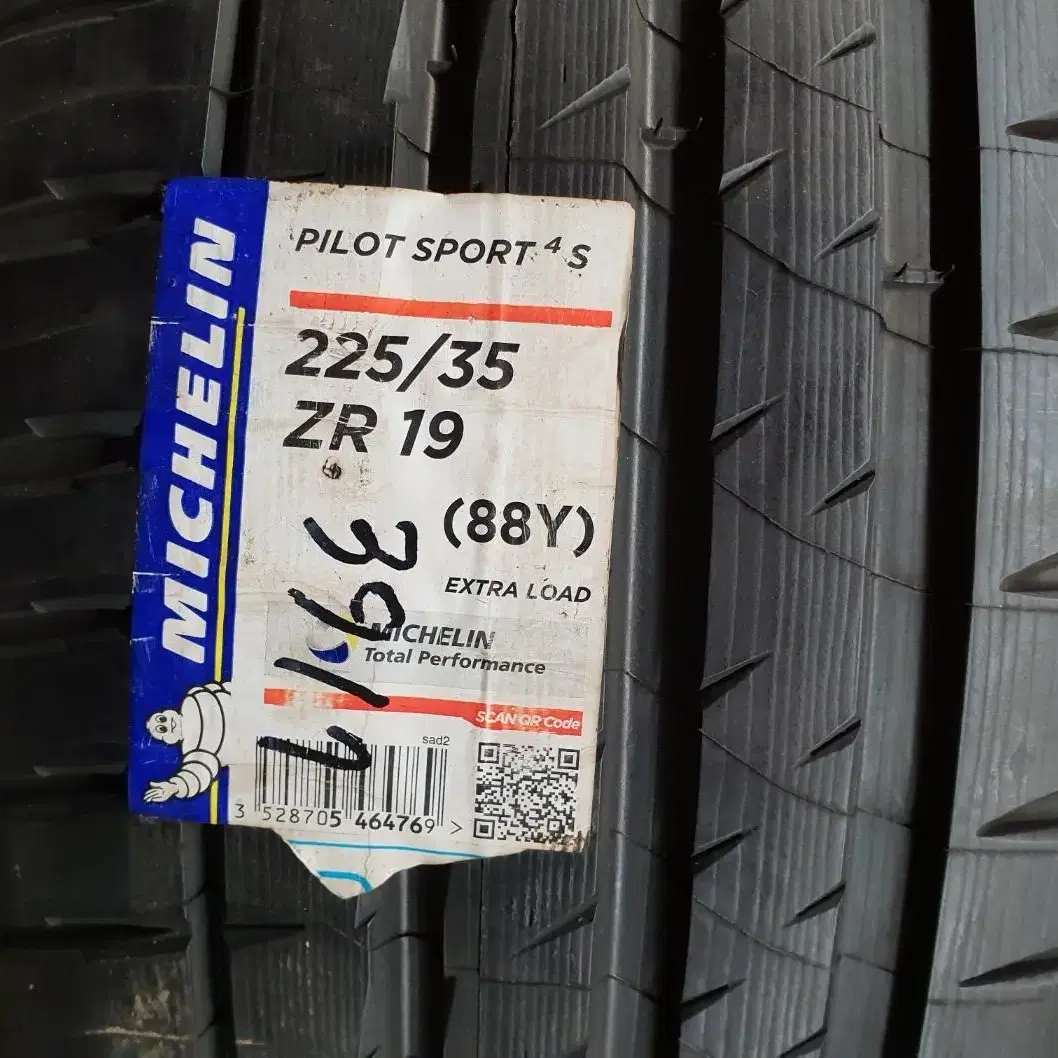 MICHELIN
PILOT SPORT 4 S
225/35
ZR 19
(88Y)
EXTRA LOAD
MICHELIN
Total Performance
SCAN QR Code
sad2
3 528705 464769 >